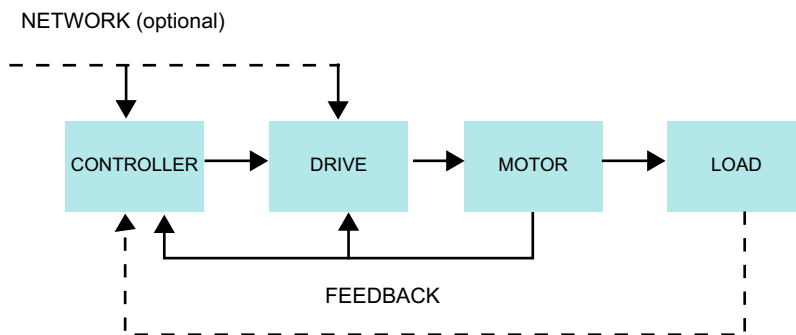 NETWORK (optional)
CONTROLLER
DRIVE
MOTOR
LOAD
FEEDBACK